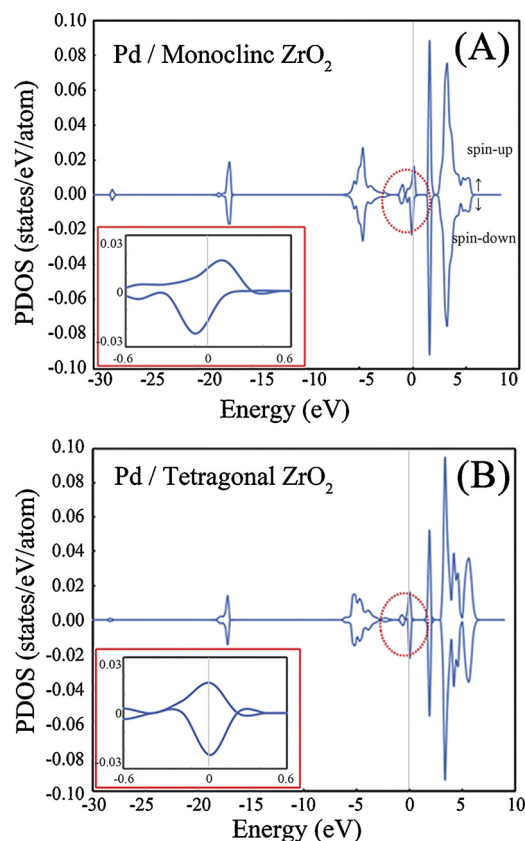 Pd / Monoclinc ZrO₂
(A)
PDOS (states/eV/atom)
0.10
0.08
0.06
0.04
0.02
0.00
-0.02
-0.04
-0.06
-0.08
-0.10
spin-up
↑
↓
spin-down
0.03
0
-0.03
-0.6
0
0.6
-30 -25 -20 -15 -10 -5 0 5 10
Energy (eV)
Pd / Tetragonal ZrO₂
(B)
PDOS (states/eV/atom)
0.10
0.08
0.06
0.04
0.02
0.00
-0.02
-0.04
-0.06
-0.08
-0.10
0.03
0
-0.03
-0.6 0 0.6
-30 -25 -20 -15 -10 -5 0 5 10
Energy (eV)